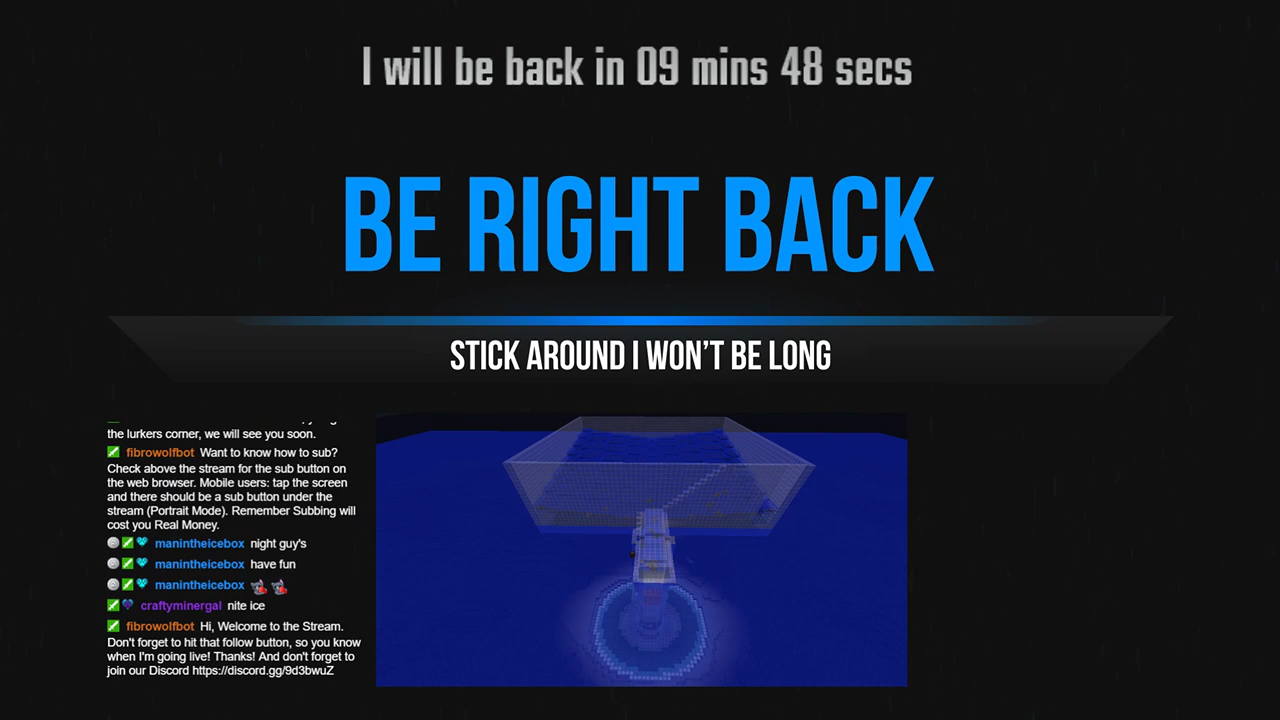 I will be back in 09 mins 48 secs
BE RIGHT BACK
STICK AROUND I WON'T BE LONG
the lurkers corner, we will see you soon.
fibrowolfbot Want to know how to sub?
Check above the stream for the sub button on
the web browser. Mobile users: tap the screen
and there should be a sub button under the
stream (Portrait Mode). Remember Subbing will
cost you Real Money.
manintheicebox night guy's
manintheicebox have fun
manintheicebox
craftyminergal nite ice
fibrowolfbot Hi, Welcome to the Stream.
Don't forget to hit that follow button, so you know
when I'm going live! Thanks! And don't forget to
join our Discord https://discord.gg/9d3bwuZ